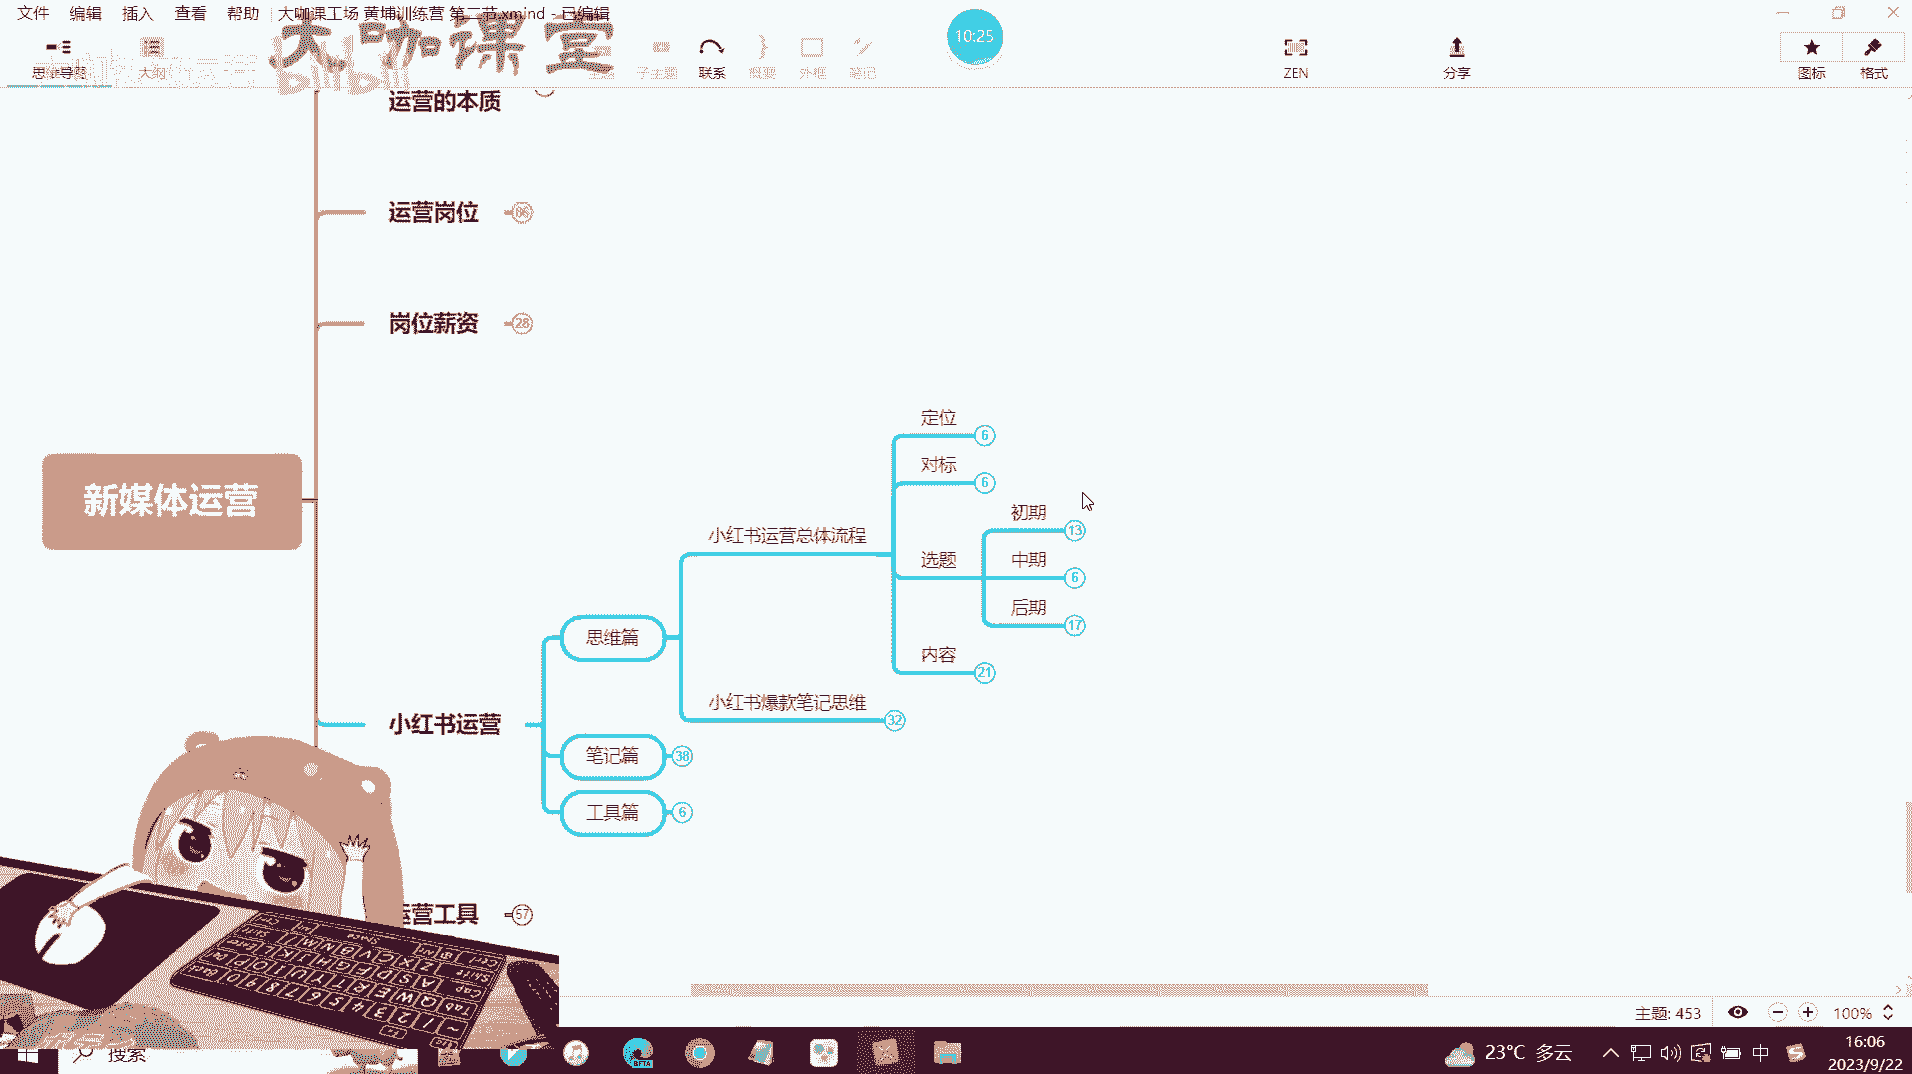 文件 编辑 插入 查看 帮助 大咖课工场 黄埔训练营 第二节.xmind - 已编辑
大咖课堂
bilibili
思维导图 大纲 主题 子主题 联系 概要 外框 笔记 ZEN 分享 图标 格式
10:25
运营的本质
运营岗位 86
岗位薪资 28
新媒体运营
定位 6
对标 6
初期 13
小红书运营总体流程
选题
中期 6
后期 17
思维篇
内容 21
小红书爆款笔记思维 32
小红书运营
笔记篇 38
工具篇 6
运营工具 57
主题: 453 100%
搜索
BETA
23°C 多云
中
16:06
2023/9/22